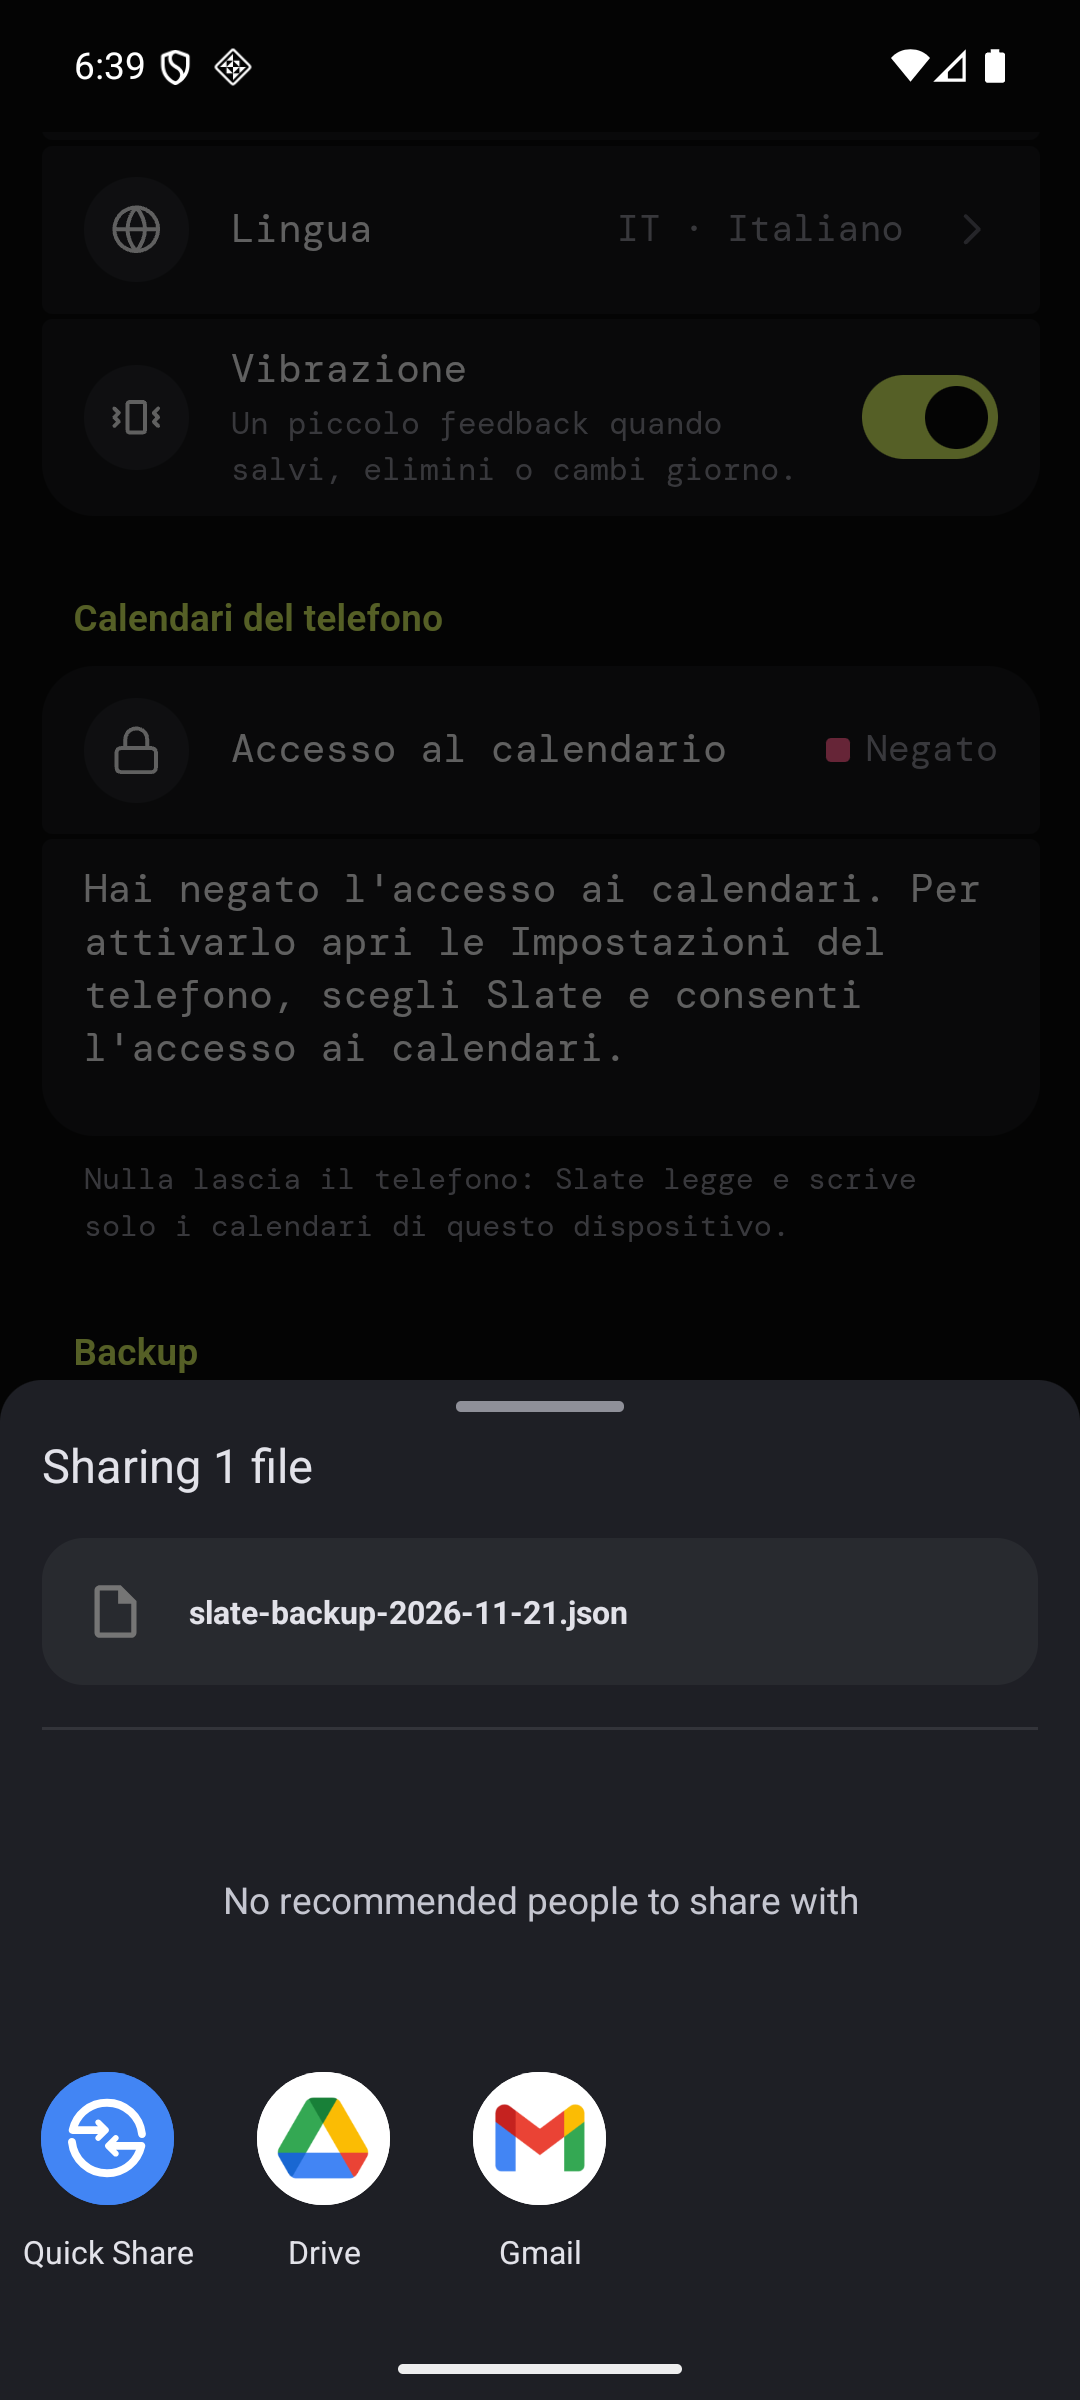 6:39
Lingua
IT · Italiano
Vibrazione
Un piccolo feedback quando
salvi, elimini o cambi giorno.
Calendari del telefono
Accesso al calendario
Negato
Hai negato l'accesso ai calendari. Per
attivarlo apri le Impostazioni del
telefono, scegli Slate e consenti
l'accesso ai calendari.
Nulla lascia il telefono: Slate legge e scrive
solo i calendari di questo dispositivo.
Backup
Sharing 1 file
slate-backup-2026-11-21.json
No recommended people to share with
Quick Share
Drive
Gmail